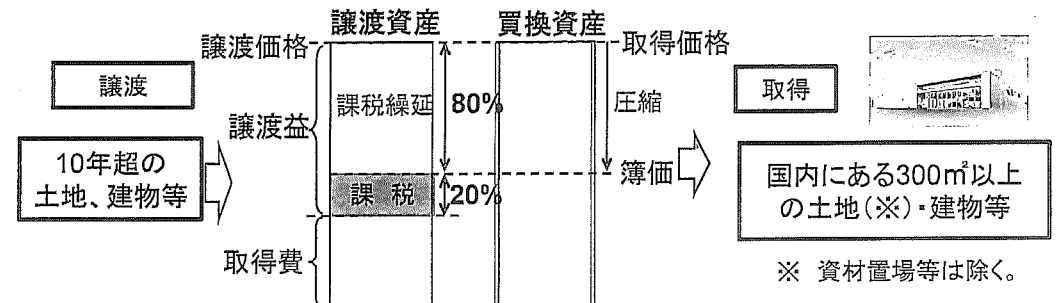 譲渡資産 買換資産
譲渡価格 取得価格
譲渡 取得
課税繰延 80% 圧縮
譲渡益
10年超の
土地、建物等
簿価
課 税 20%
国内にある300㎡以上
の土地(※)・建物等
取得費
※ 資材置場等は除く。